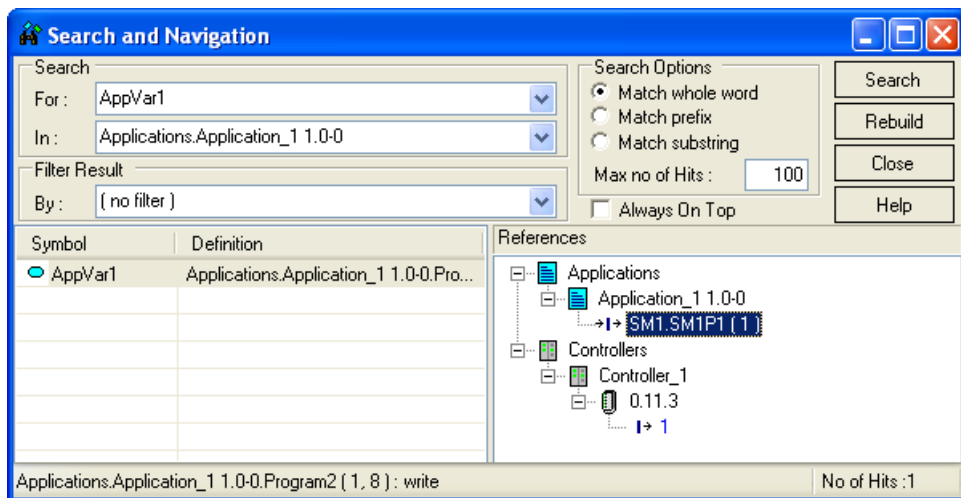 Search and Navigation
Search
For :
AppVar1
In :
Applications.Application_1 1.0-0
Filter Result
By :
( no filter )
Search Options
Match whole word
Match prefix
Match substring
Max no of Hits :
100
Always On Top
Search
Rebuild
Close
Help
Symbol
Definition
AppVar1
Applications.Application_1 1.0-0.Pro...
References
Applications
Application_1 1.0-0
SM1.SM1P1 ( 1 )
Controllers
Controller_1
0.11.3
1
Applications.Application_1 1.0-0.Program2 ( 1, 8 ) : write
No of Hits :1